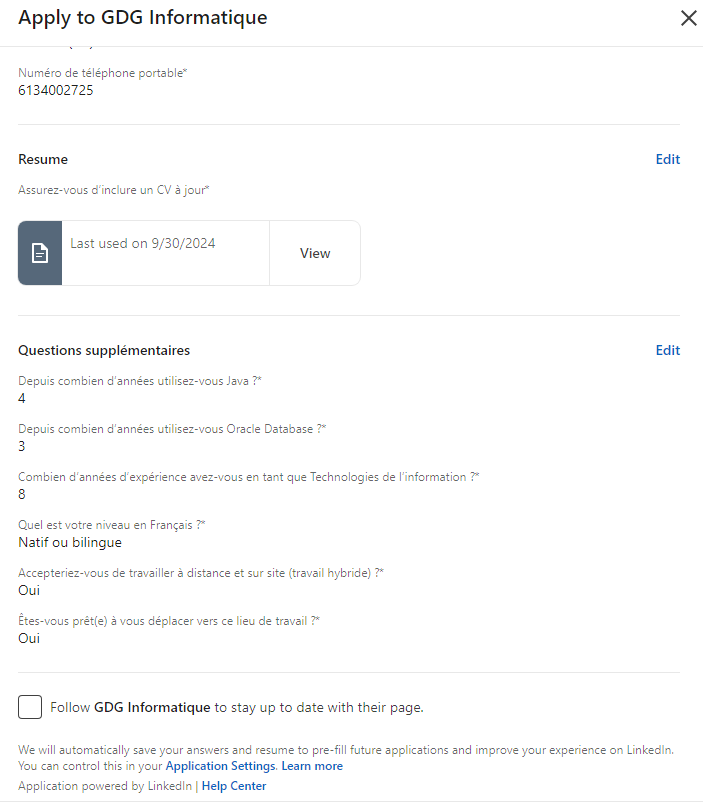 Apply to GDG Informatique
Numéro de téléphone portable*
6134002725
Resume
Edit
Assurez-vous d'inclure un CV à jour*
Last used on 9/30/2024
View
Questions supplémentaires
Edit
Depuis combien d'années utilisez-vous Java ?*
4
Depuis combien d'années utilisez-vous Oracle Database ?*
3
Combien d'années d'expérience avez-vous en tant que Technologies de l'information ?*
8
Quel est votre niveau en Français ?*
Natif ou bilingue
Accepteriez-vous de travailler à distance et sur site (travail hybride) ?*
Oui
Êtes-vous prêt(e) à vous déplacer vers ce lieu de travail ?*
Oui
Follow GDG Informatique to stay up to date with their page.
We will automatically save your answers and resume to pre-fill future applications and improve your experience on LinkedIn.
You can control this in your Application Settings. Learn more
Application powered by LinkedIn | Help Center